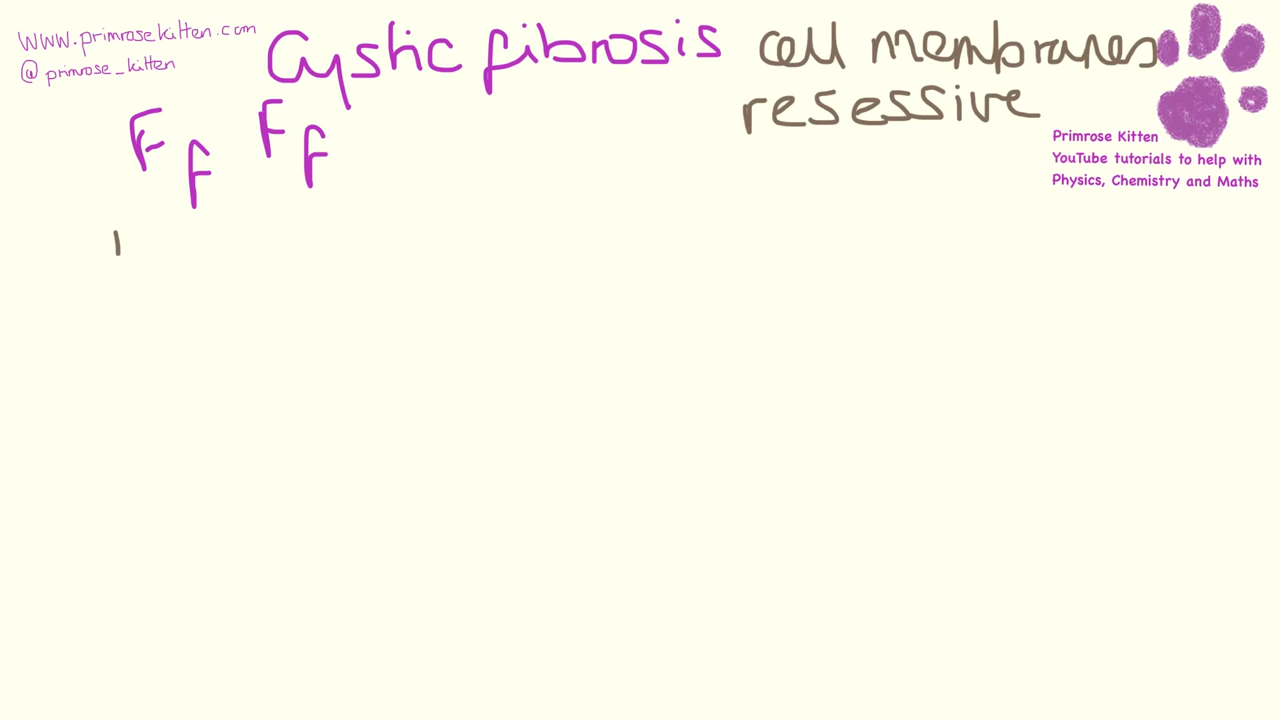 www.primrosekitten.com
@primrose_kitten
Cystic fibrosis
cell membranes
resessive
Primrose Kitten
YouTube tutorials to help with
Physics, Chemistry and Maths
F f F f